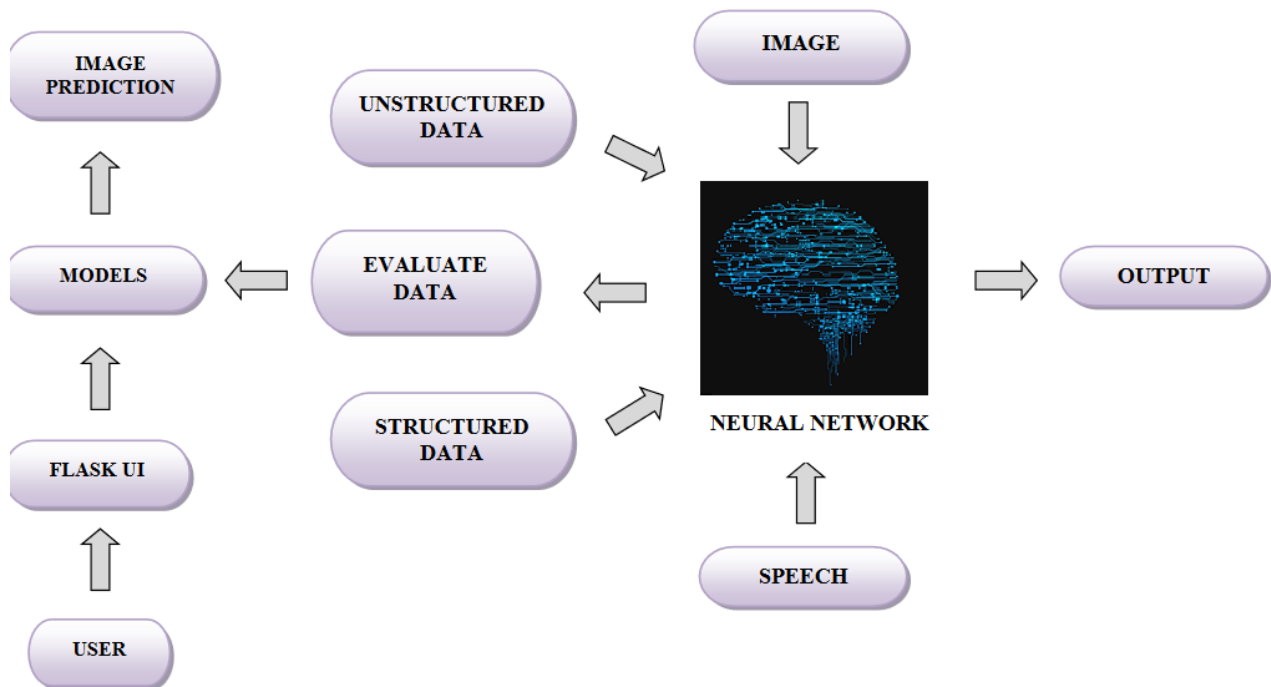 IMAGE
PREDICTION
UNSTRUCTURED
DATA
IMAGE
MODELS
EVALUATE
DATA
OUTPUT
STRUCTURED
DATA
NEURAL NETWORK
FLASK UI
SPEECH
USER